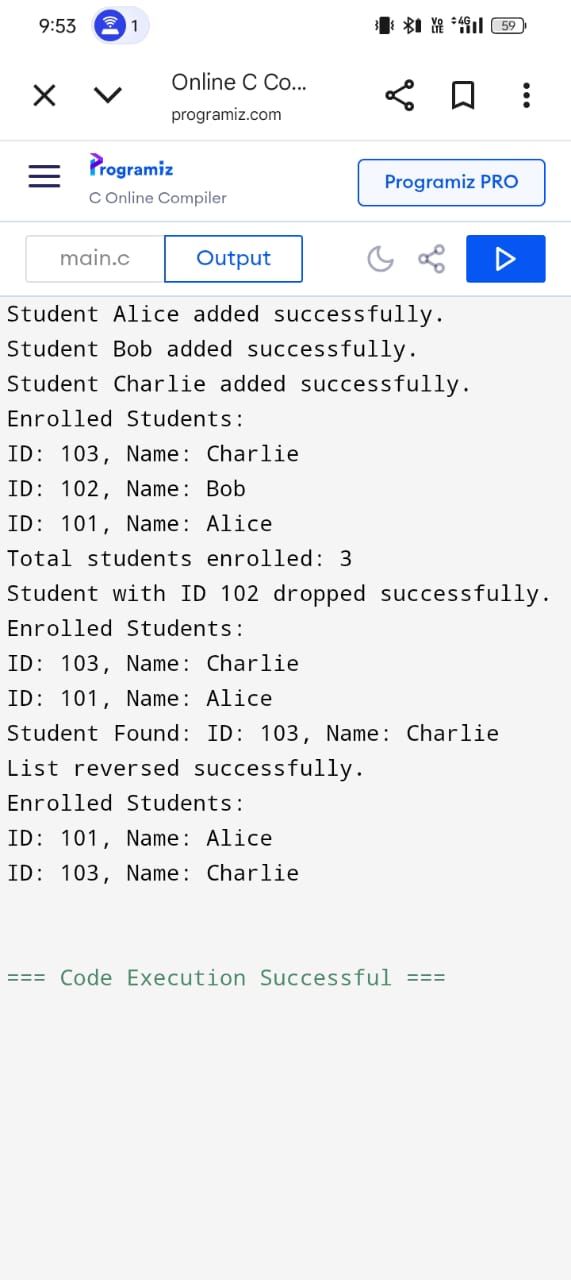 9:53 1 VO LTE 4G 59
Online C Co...
programiz.com
Programiz
C Online Compiler
Programiz PRO
main.c Output
Student Alice added successfully.
Student Bob added successfully.
Student Charlie added successfully.
Enrolled Students:
ID: 103, Name: Charlie
ID: 102, Name: Bob
ID: 101, Name: Alice
Total students enrolled: 3
Student with ID 102 dropped successfully.
Enrolled Students:
ID: 103, Name: Charlie
ID: 101, Name: Alice
Student Found: ID: 103, Name: Charlie
List reversed successfully.
Enrolled Students:
ID: 101, Name: Alice
ID: 103, Name: Charlie
=== Code Execution Successful ===